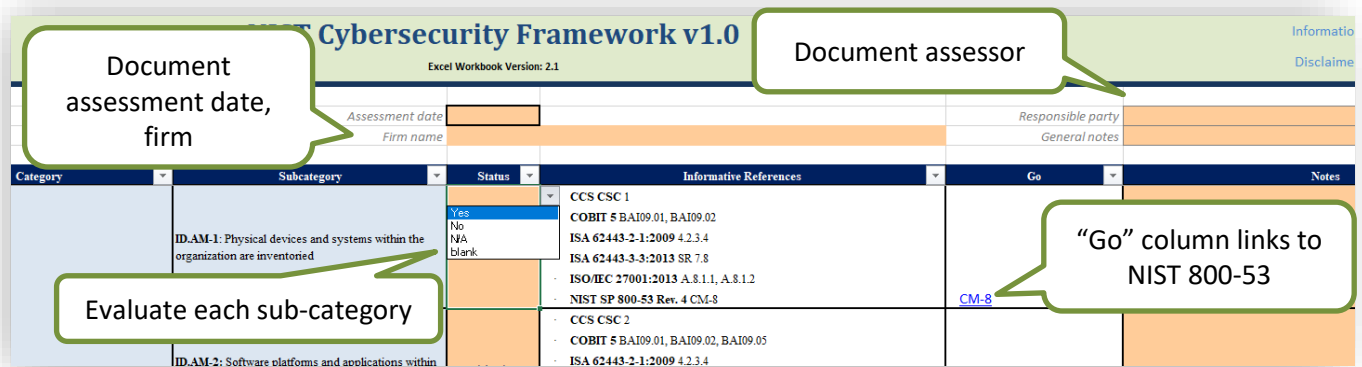 Cybersecurity Framework v1.0
Excel Workbook Version: 2.1
Informatio
Disclaime
Document
assessment date,
firm
Document assessor
Assessment date
Responsible party
Firm name
General notes
Category
Subcategory
Status
Informative References
Go
Notes
Yes
No
N/A
blank
ID.AM-1: Physical devices and systems within the
organization are inventoried
· CCS CSC 1
· COBIT 5 BAI09.01, BAI09.02
· ISA 62443-2-1:2009 4.2.3.4
· ISA 62443-3-3:2013 SR 7.8
· ISO/IEC 27001:2013 A.8.1.1, A.8.1.2
· NIST SP 800-53 Rev. 4 CM-8
CM-8
"Go" column links to
NIST 800-53
Evaluate each sub-category
ID.AM-2: Software platforms and applications within
· CCS CSC 2
· COBIT 5 BAI09.01, BAI09.02, BAI09.05
· ISA 62443-2-1:2009 4.2.3.4